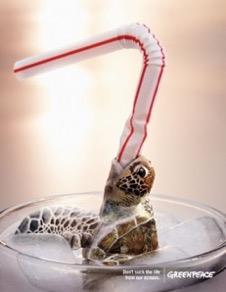 Don't suck the life
from our oceans.
GREENPEACE